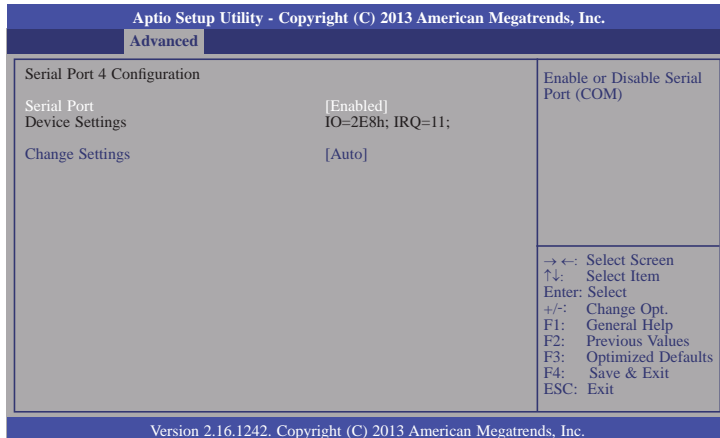 Aptio Setup Utility - Copyright (C) 2013 American Megatrends, Inc.
Advanced
Serial Port 4 Configuration
Serial Port [Enabled]
Device Settings IO=2E8h; IRQ=11;
Change Settings [Auto]
Enable or Disable Serial
Port (COM)
→ ←: Select Screen
↑↓: Select Item
Enter: Select
+/-: Change Opt.
F1: General Help
F2: Previous Values
F3: Optimized Defaults
F4: Save & Exit
ESC: Exit
Version 2.16.1242. Copyright (C) 2013 American Megatrends, Inc.